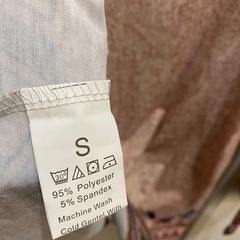 S
30°
95% Polyester
5% Spandex
Machine Wash
Cold Gentel With